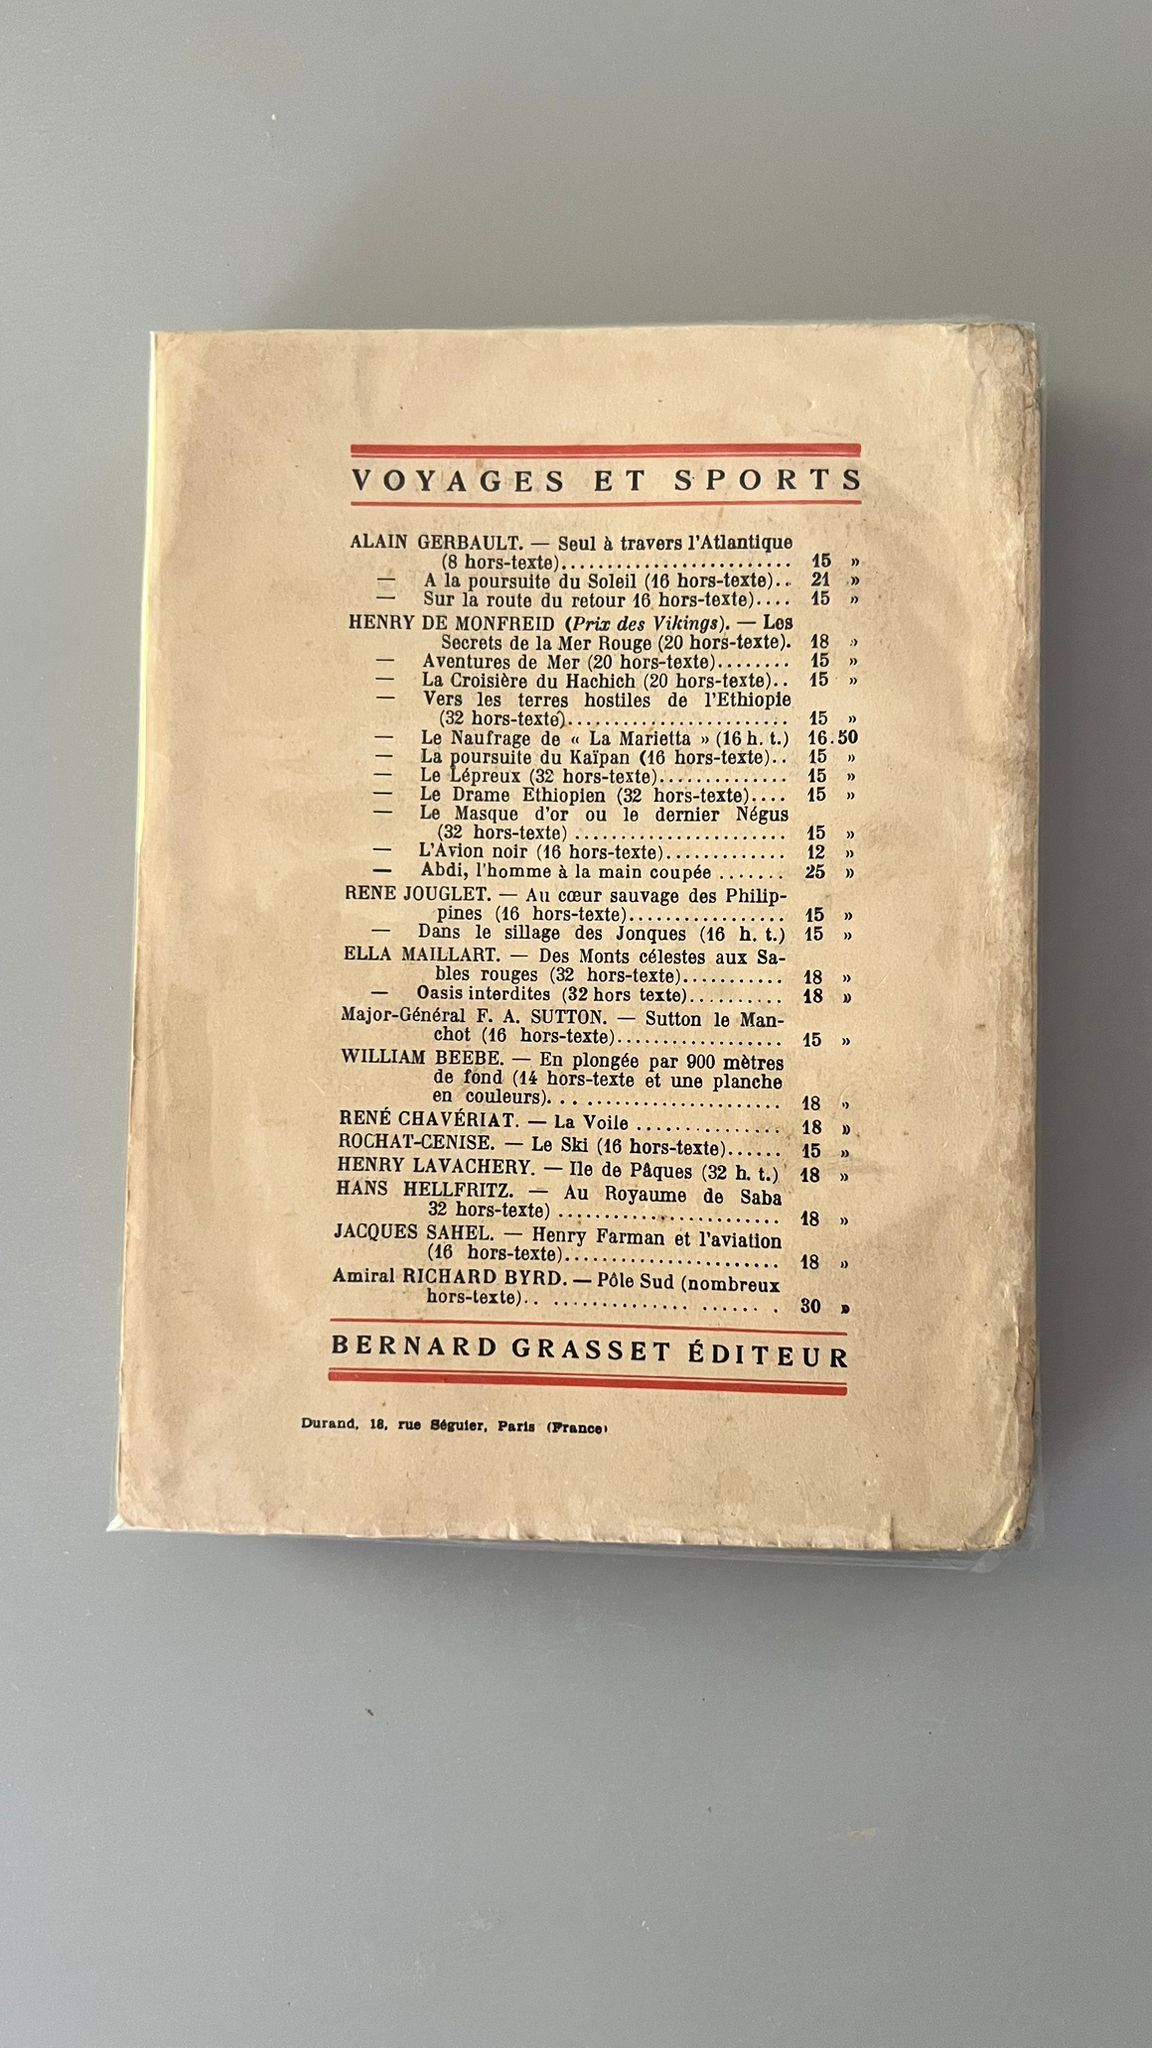 VOYAGES ET SPORTS
ALAIN GERBAULT. — Seul à travers l'Atlantique
(8 hors-texte)......................... 15 »
— A la poursuite du Soleil (16 hors-texte).. 21 »
— Sur la route du retour 16 hors-texte).... 15 »
HENRY DE MONFREID (Prix des Vikings). — Les
Secrets de la Mer Rouge (20 hors-texte). 18 »
— Aventures de Mer (20 hors-texte)........ 15 »
— La Croisière du Hachich (20 hors-texte).. 15 »
— Vers les terres hostiles de l'Ethiopie
(32 hors-texte)........................ 15 »
— Le Naufrage de « La Marietta » (16 h. t.) 16.50
— La poursuite du Kaïpan (16 hors-texte).. 15 »
— Le Lépreux (32 hors-texte).............. 15 »
— Le Drame Ethiopien (32 hors-texte).... 15 »
— Le Masque d'or ou le dernier Négus
(32 hors-texte) ....................... 15 »
— L'Avion noir (16 hors-texte)............. 12 »
— Abdi, l'homme à la main coupée ....... 25 »
RENE JOUGLET. — Au cœur sauvage des Philip-
pines (16 hors-texte)................. 15 »
— Dans le sillage des Jonques (16 h. t.) 15 »
ELLA MAILLART. — Des Monts célestes aux Sa-
bles rouges (32 hors-texte)........... 18 »
— Oasis interdites (32 hors texte).......... 18 »
Major-Général F. A. SUTTON. — Sutton le Man-
chot (16 hors-texte).................. 15 »
WILLIAM BEEBE. — En plongée par 900 mètres
de fond (14 hors-texte et une planche
en couleurs)... ....................... 18 »
RENÉ CHAVÉRIAT. — La Voile ............... 18 »
ROCHAT-CENISE. — Le Ski (16 hors-texte)...... 15 »
HENRY LAVACHERY. — Ile de Pâques (32 h. t.) 18 »
HANS HELLFRITZ. — Au Royaume de Saba
32 hors-texte) ........................ 18 »
JACQUES SAHEL. — Henry Farman et l'aviation
(16 hors-texte)....................... 18 »
Amiral RICHARD BYRD. — Pôle Sud (nombreux
hors-texte).. .............. ....... . 30 »
BERNARD GRASSET ÉDITEUR
Durand, 18, rue Séguier, Paris (France)